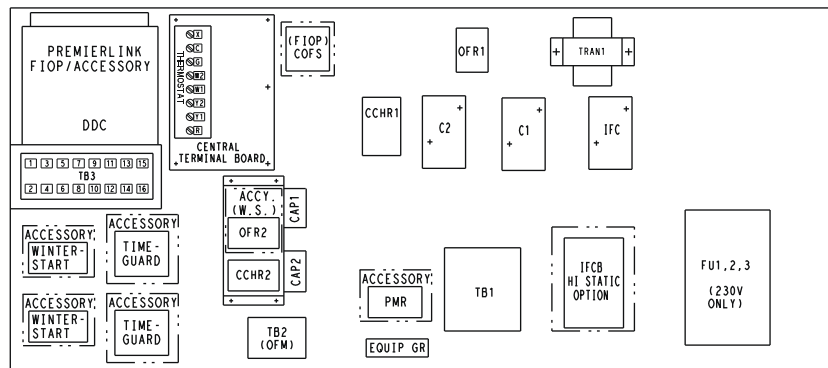 PREMIERLINK
FIOP/ACCESSORY
DDC
THERMOSTAT
X
C
G
W2
W1
Y2
Y1
R
CENTRAL
TERMINAL BOARD
(FIOP)
COFS
OFR1
TRAN1
CCHR1
C2
C1
IFC
1 3 5 7 9 11 13 15
TB3
2 4 6 8 10 12 14 16
ACCY.
(W.S.)
OFR2
CCHR2
CAP1
CAP2
ACCESSORY
WINTER-
START
ACCESSORY
TIME-
GUARD
ACCESSORY
WINTER-
START
ACCESSORY
TIME-
GUARD
TB2
(OFM)
ACCESSORY
PMR
EQUIP GR
TB1
IFCB
HI STATIC
OPTION
FU1,2,3
(230V
ONLY)